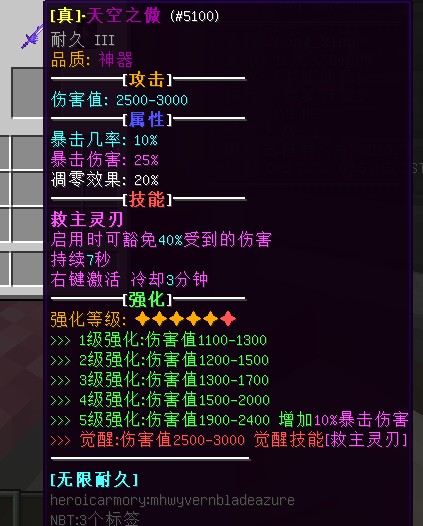 [真]·天空之傲 (#5100)
耐久 III
品质: 神器
[攻击]
伤害值: 2500-3000
[属性]
暴击几率: 10%
暴击伤害: 25%
凋零效果: 20%
[技能]
救主灵刃
启用时可豁免40%受到的伤害
持续7秒
右键激活 冷却3分钟
[强化]
强化等级: ✦✦✦✦✦✦
>>> 1级强化:伤害值1100-1300
>>> 2级强化:伤害值1200-1500
>>> 3级强化:伤害值1300-1700
>>> 4级强化:伤害值1500-2000
>>> 5级强化:伤害值1900-2400 增加10%暴击伤害
>>> 觉醒:伤害值2500-3000 觉醒技能[救主灵刃]
[无限耐久]
heroicarmory:mhwyvernbladeazure
NBT:3个标签